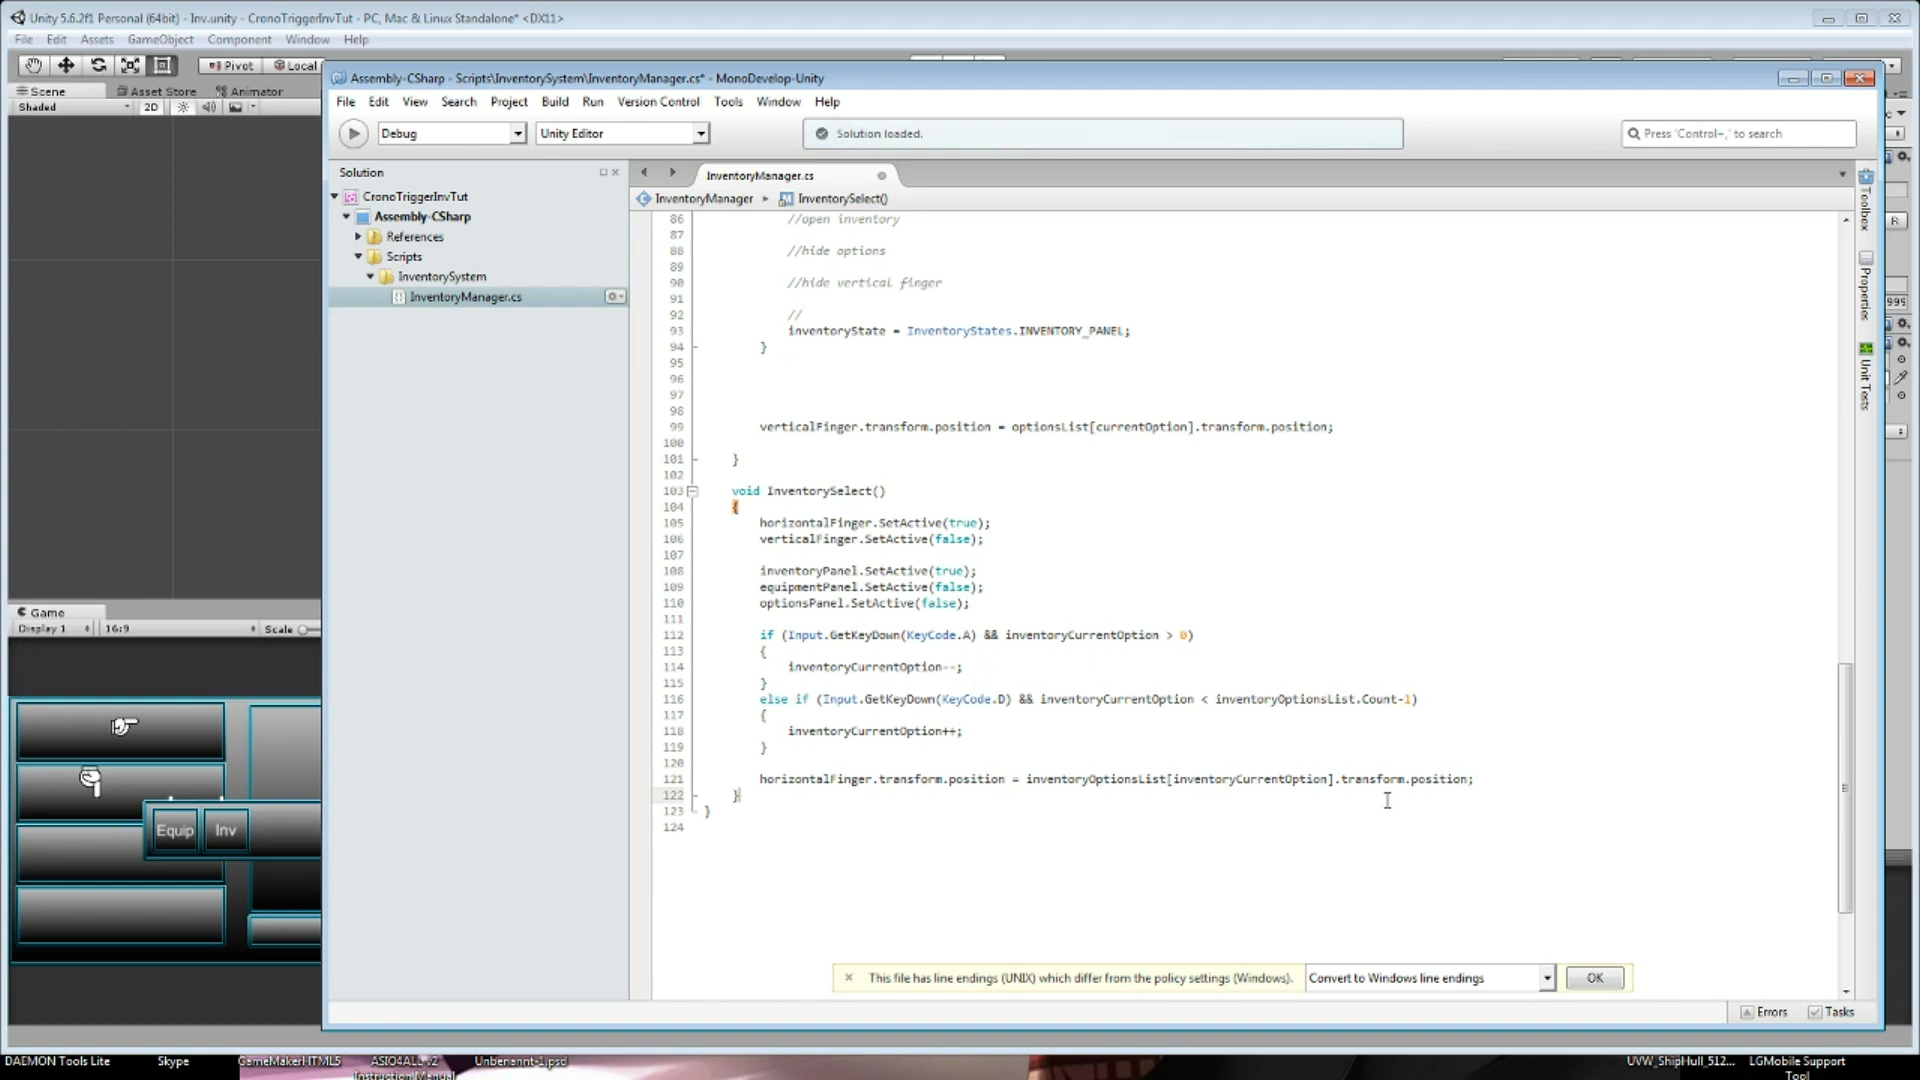 Unity 5.6.2f1 Personal (64bit) - Inv.unity - CronoTriggerInvTut - PC, Mac & Linux Standalone* <DX11>
File Edit Assets GameObject Component Window Help
Pivot Local
Scene Asset Store Animator
Shaded 2D
Assembly-CSharp - Scripts\InventorySystem\InventoryManager.cs* - MonoDevelop-Unity
File Edit View Search Project Build Run Version Control Tools Window Help
Debug Unity Editor Solution loaded. Press 'Control+,' to search
Solution
CronoTriggerInvTut
Assembly-CSharp
References
Scripts
InventorySystem
InventoryManager.cs
InventoryManager.cs
InventoryManager InventorySelect()
86 //open inventory
87
88 //hide options
89
90 //hide vertical finger
91
92 //
93 inventoryState = InventoryStates.INVENTORY_PANEL;
94 }
95
96
97
98
99 verticalFinger.transform.position = optionsList[currentOption].transform.position;
100
101 }
102
103 void InventorySelect()
104 {
105 horizontalFinger.SetActive(true);
106 verticalFinger.SetActive(false);
107
108 inventoryPanel.SetActive(true);
109 equipmentPanel.SetActive(false);
110 optionsPanel.SetActive(false);
111
112 if (Input.GetKeyDown(KeyCode.A) && inventoryCurrentOption > 0)
113 {
114 inventoryCurrentOption--;
115 }
116 else if (Input.GetKeyDown(KeyCode.D) && inventoryCurrentOption < inventoryOptionsList.Count-1)
117 {
118 inventoryCurrentOption++;
119 }
120
121 horizontalFinger.transform.position = inventoryOptionsList[inventoryCurrentOption].transform.position;
122 }
123 }
124
Toolbox
Properties
Unit Tests
R
999
Game
Display 1 16:9 Scale
Equip Inv
This file has line endings (UNIX) which differ from the policy settings (Windows). Convert to Windows line endings OK
Errors Tasks
DAEMON Tools Lite Skype GameMakerHTML5 ASIO4ALL v2 Unbenannt-1.psd UVW_ShipHull_512... LGMobile Support
Instruction Manual Tool